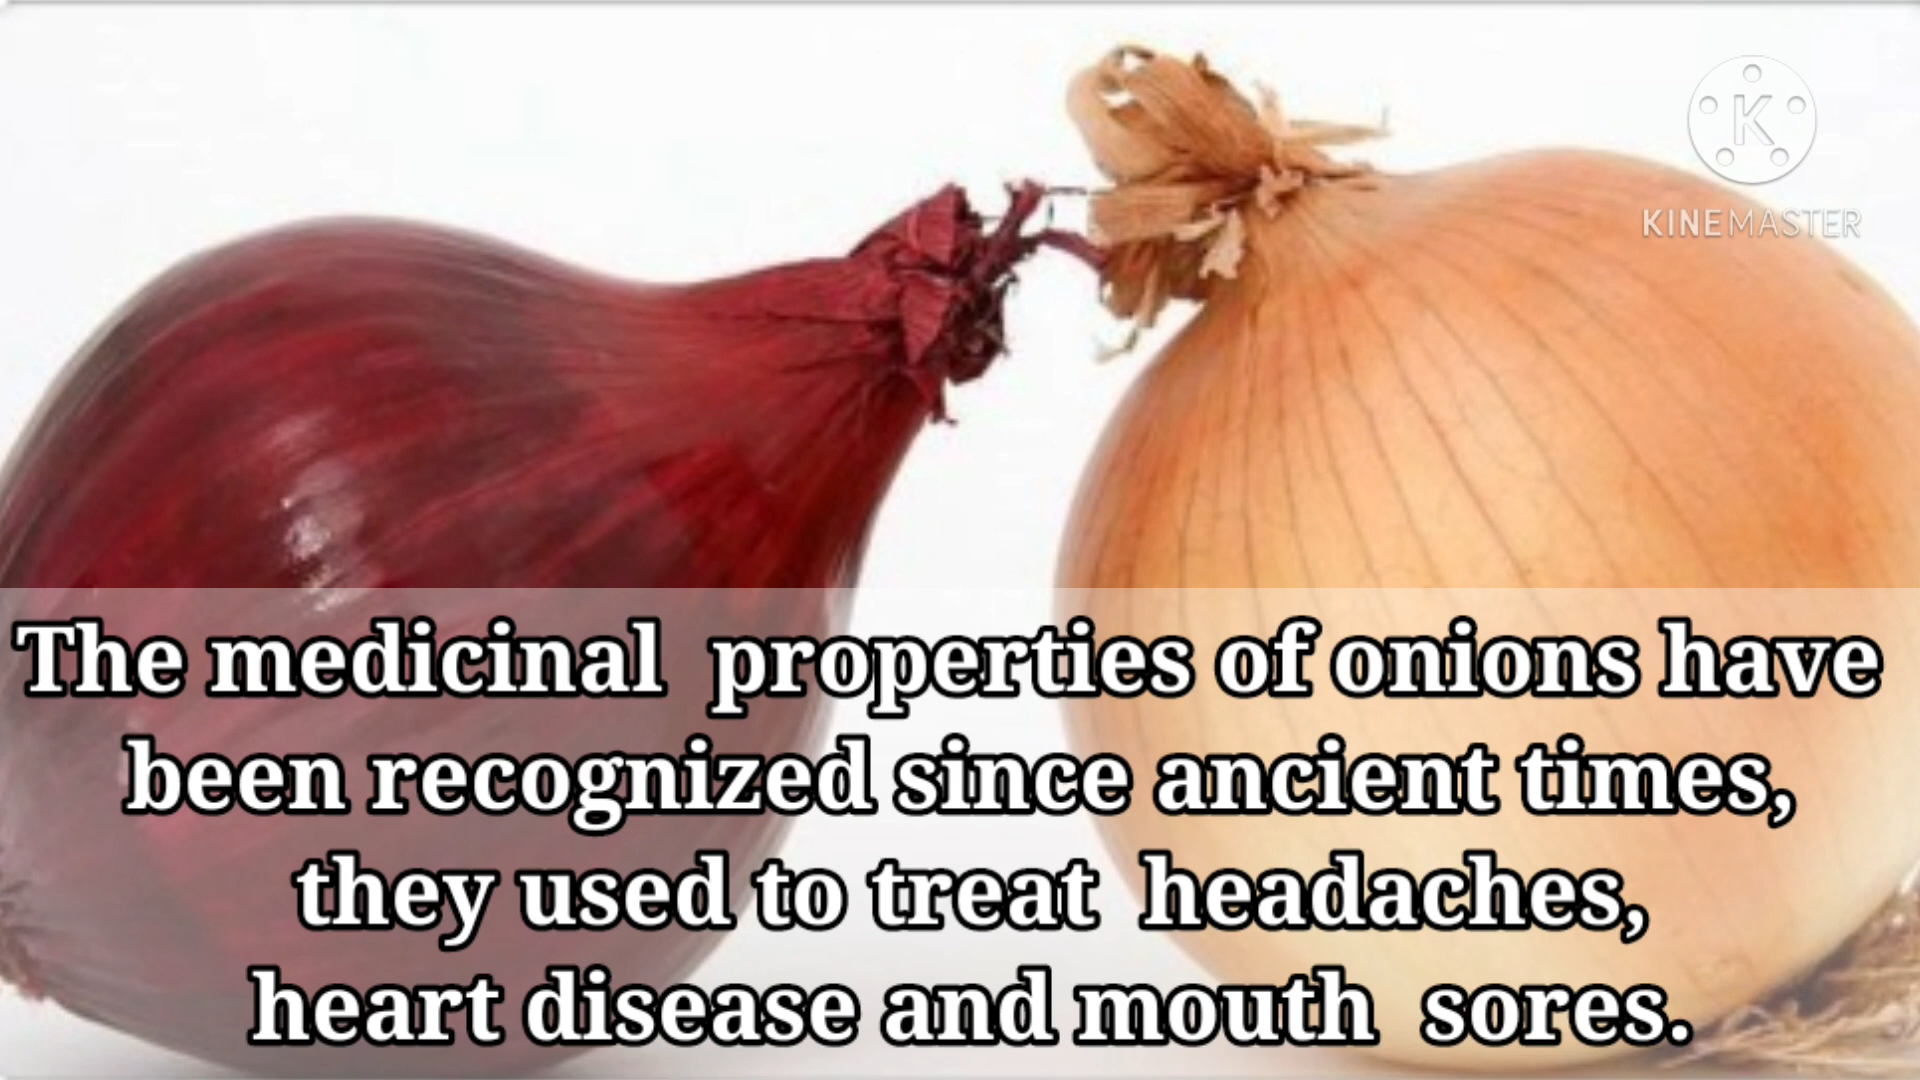 K
KINEMASTER
The medicinal  properties of onions have
been recognized since ancient times,
they used to treat  headaches,
heart disease and mouth  sores.